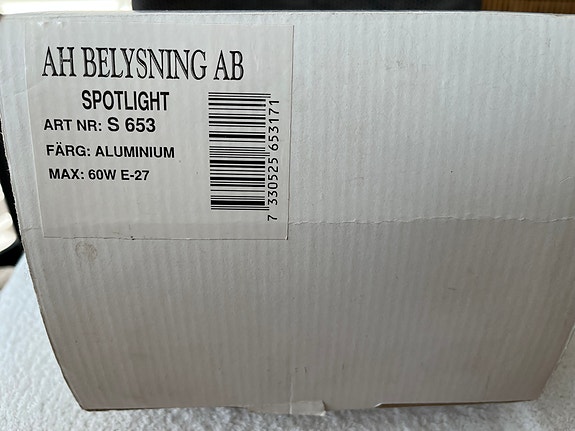 AH BELYSNING AB
SPOTLIGHT
ART NR: S 653
FÄRG: ALUMINIUM
MAX: 60W E-27
7 330525 653171